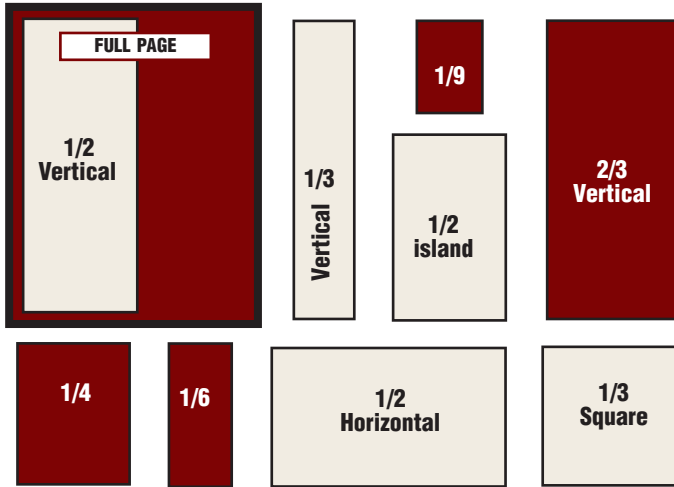 FULL PAGE
1/2
Vertical
1/3
Vertical
1/9
1/2
island
2/3
Vertical
1/4
1/6
1/2
Horizontal
1/3
Square